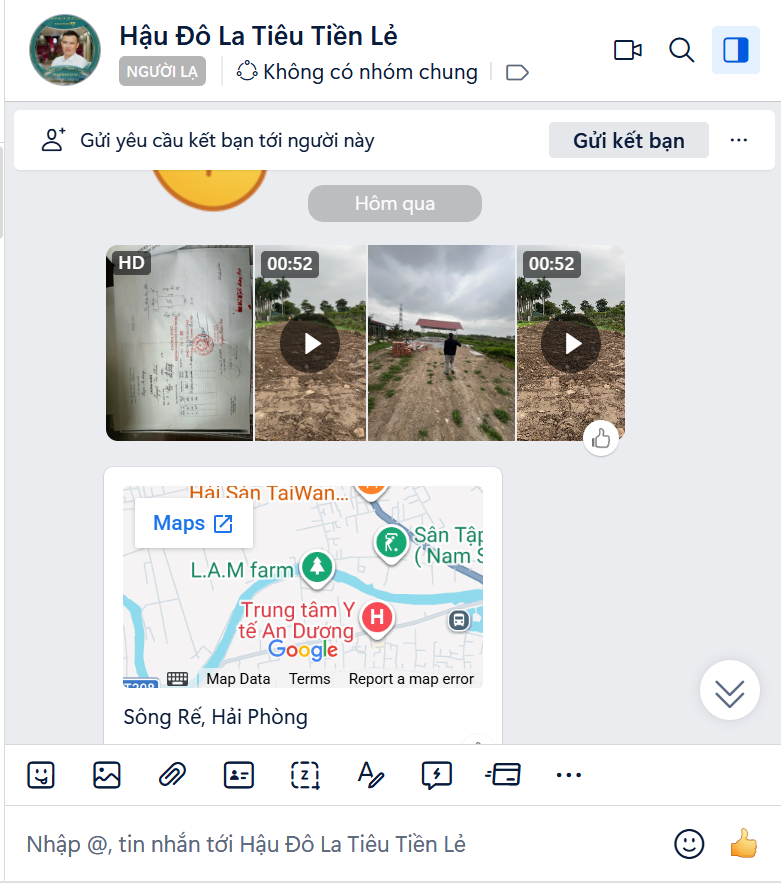 Hậu Đô La Tiêu Tiền Lẻ
NGƯỜI LẠ
Không có nhóm chung
Gửi yêu cầu kết bạn tới người này
Gửi kết bạn
Hôm qua
HD
00:52
00:52
Hải Sản TaiWan...
Maps
Sân Tập
( Nam S
L.A.M farm
Trung tâm Y
tế An Dương
Google
Map Data
Terms
Report a map error
Sông Rế, Hải Phòng
Nhập @, tin nhắn tới Hậu Đô La Tiêu Tiền Lẻ